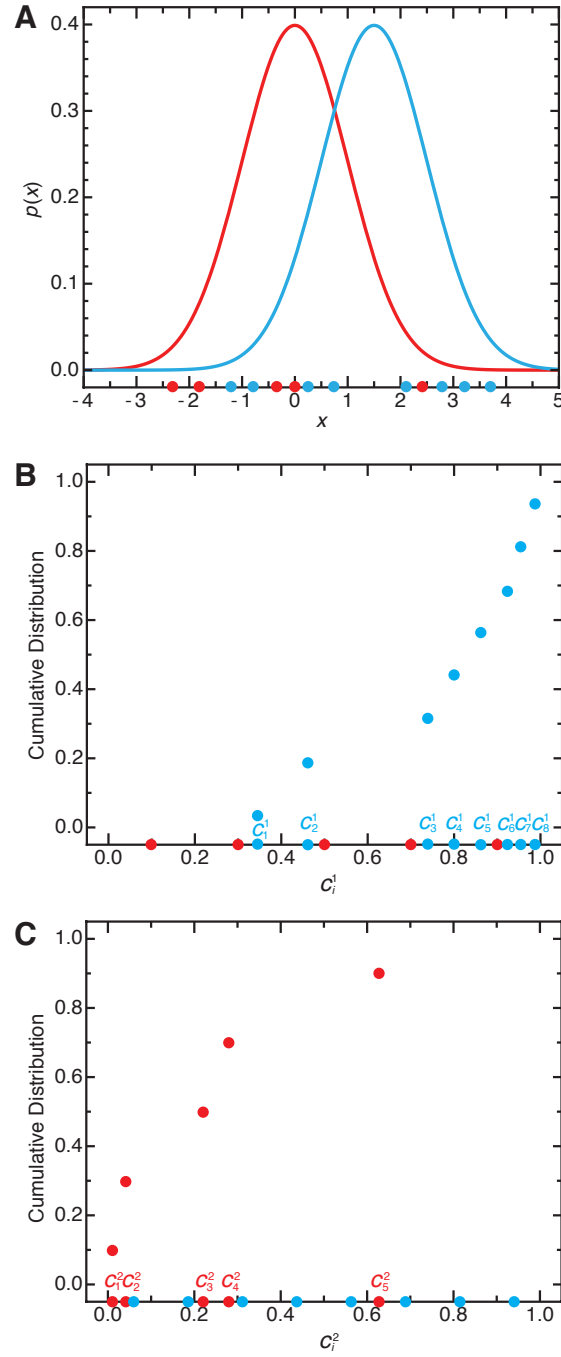 A
0.4
0.3
0.2
0.1
0.0
p(x)
-4 -3 -2 -1 0 1 2 3 4 5
x
B
1.0
0.8
0.6
0.4
0.2
0.0
Cumulative Distribution
C¹₁ C¹₂ C¹₃ C¹₄ C¹₅ C¹₆ C¹₇ C¹₈
0.0 0.2 0.4 0.6 0.8 1.0
C¹ᵢ
C
1.0
0.8
0.6
0.4
0.2
0.0
Cumulative Distribution
C²₁ C²₂ C²₃ C²₄ C²₅
0.0 0.2 0.4 0.6 0.8 1.0
C²ᵢ